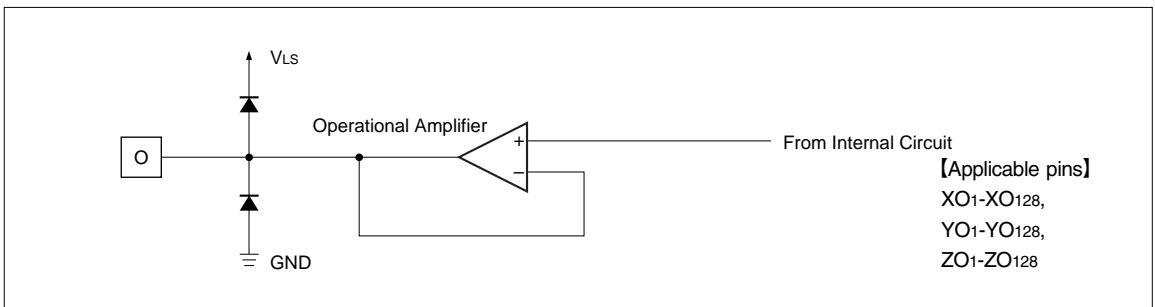 VLS
Operational Amplifier
O
+
−
From Internal Circuit
【Applicable pins】
XO1-XO128,
YO1-YO128,
ZO1-ZO128
GND